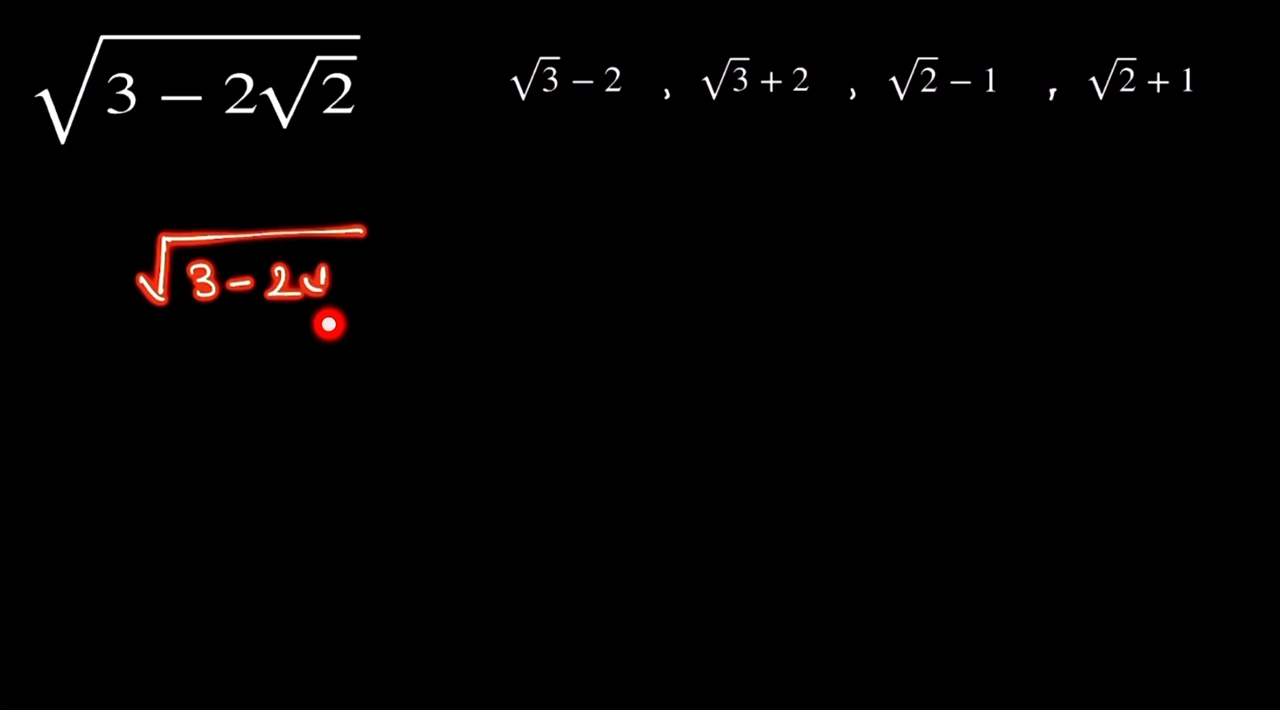 √(3 − 2√2)
√3 − 2 , √3 + 2 , √2 − 1 , √2 + 1
√(3 − 2√